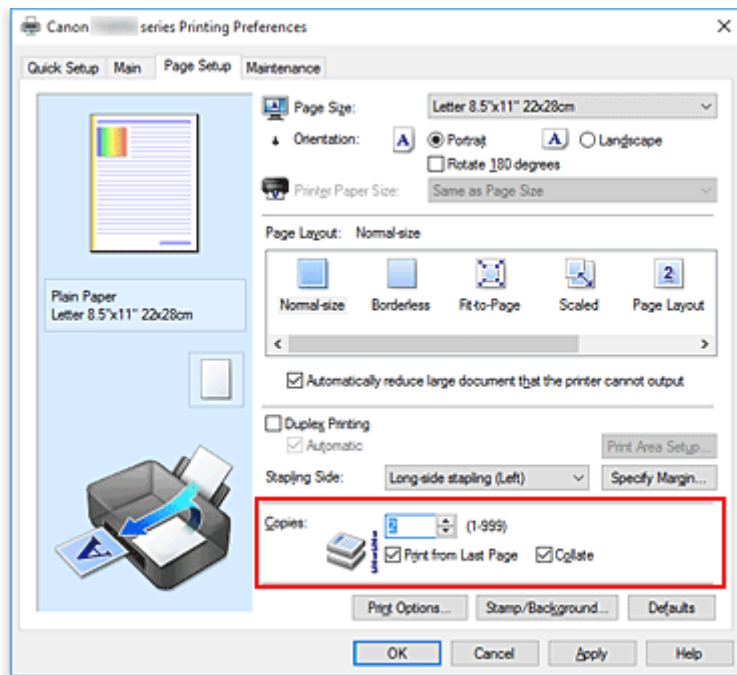 Canon series Printing Preferences
Quick Setup Main Page Setup Maintenance
Page Size: Letter 8.5"x11" 22x28cm
Orientation: A Portrait A Landscape
Rotate 180 degrees
Printer Paper Size: Same as Page Size
Page Layout: Normal-size
2
Normal-size Borderless Fit-to-Page Scaled Page Layout
Plain Paper
Letter 8.5"x11" 22x28cm
Automatically reduce large document that the printer cannot output
Duplex Printing
Automatic Print Area Setup...
Stapling Side: Long-side stapling (Left) Specify Margin...
Copies: 2 (1-999)
Print from Last Page Collate
A
Print Options... Stamp/Background... Defaults
OK Cancel Apply Help